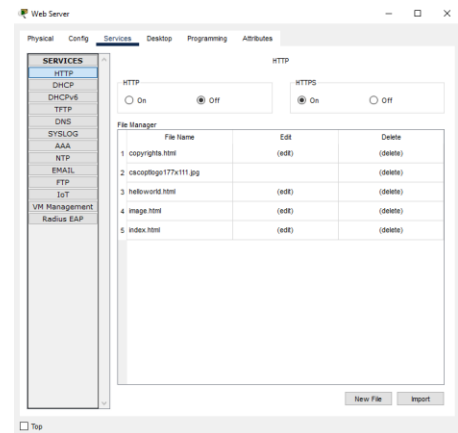 Web Server
Physical Config Services Desktop Programming Attributes
SERVICES
HTTP
DHCP
DHCPv6
TFTP
DNS
SYSLOG
AAA
NTP
EMAIL
FTP
IoT
VM Management
Radius EAP
HTTP
HTTP
On Off
HTTPS
On Off
File Manager
File Name Edit Delete
1 copyrights.html (edit) (delete)
2 cscoptlogo177x111.jpg (delete)
3 helloworld.html (edit) (delete)
4 image.html (edit) (delete)
5 index.html (edit) (delete)
New File Import
Top